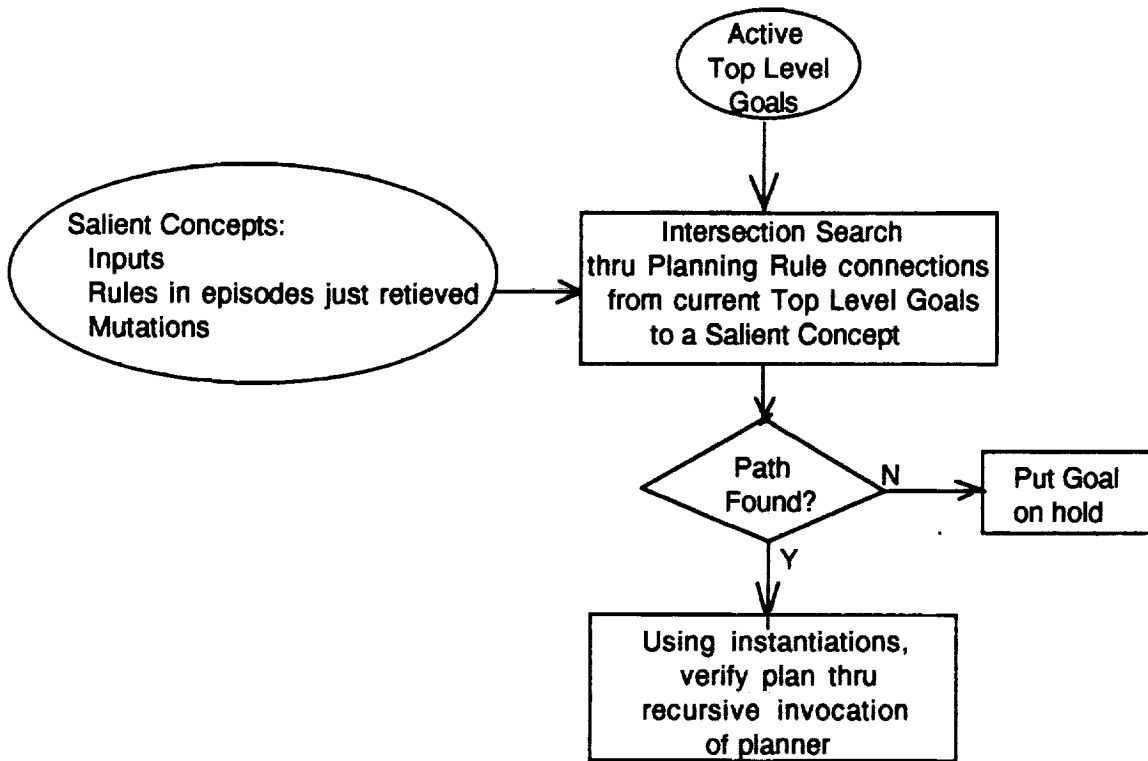 Active
Top Level
Goals
Salient Concepts:
Inputs
Rules in episodes just retieved
Mutations
Intersection Search
thru Planning Rule connections
from current Top Level Goals
to a Salient Concept
Path
Found?
N
Put Goal
on hold
Y
Using instantiations,
verify plan thru
recursive invocation
of planner